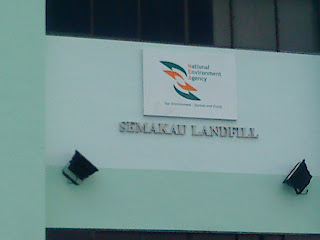 National
Environment
Agency
SEMAKAU LANDFILL